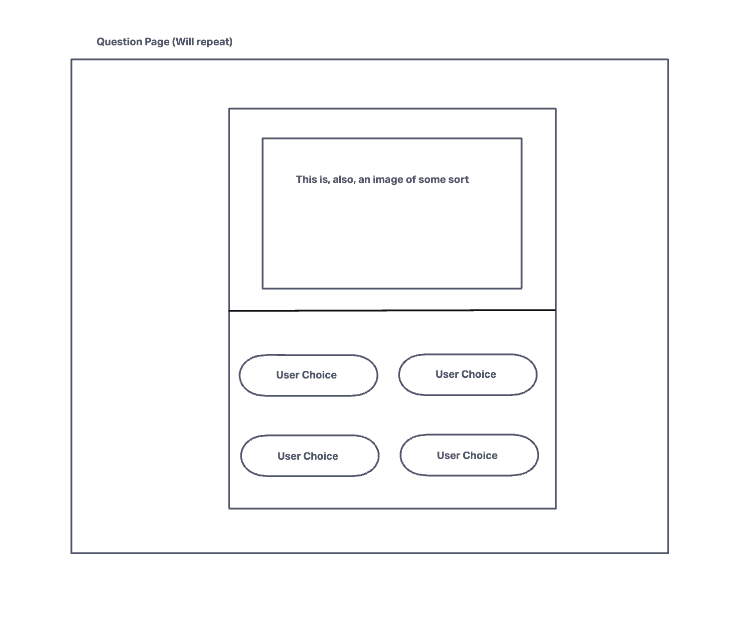 Question Page (Will repeat)
This is, also, an image of some sort
User Choice
User Choice
User Choice
User Choice